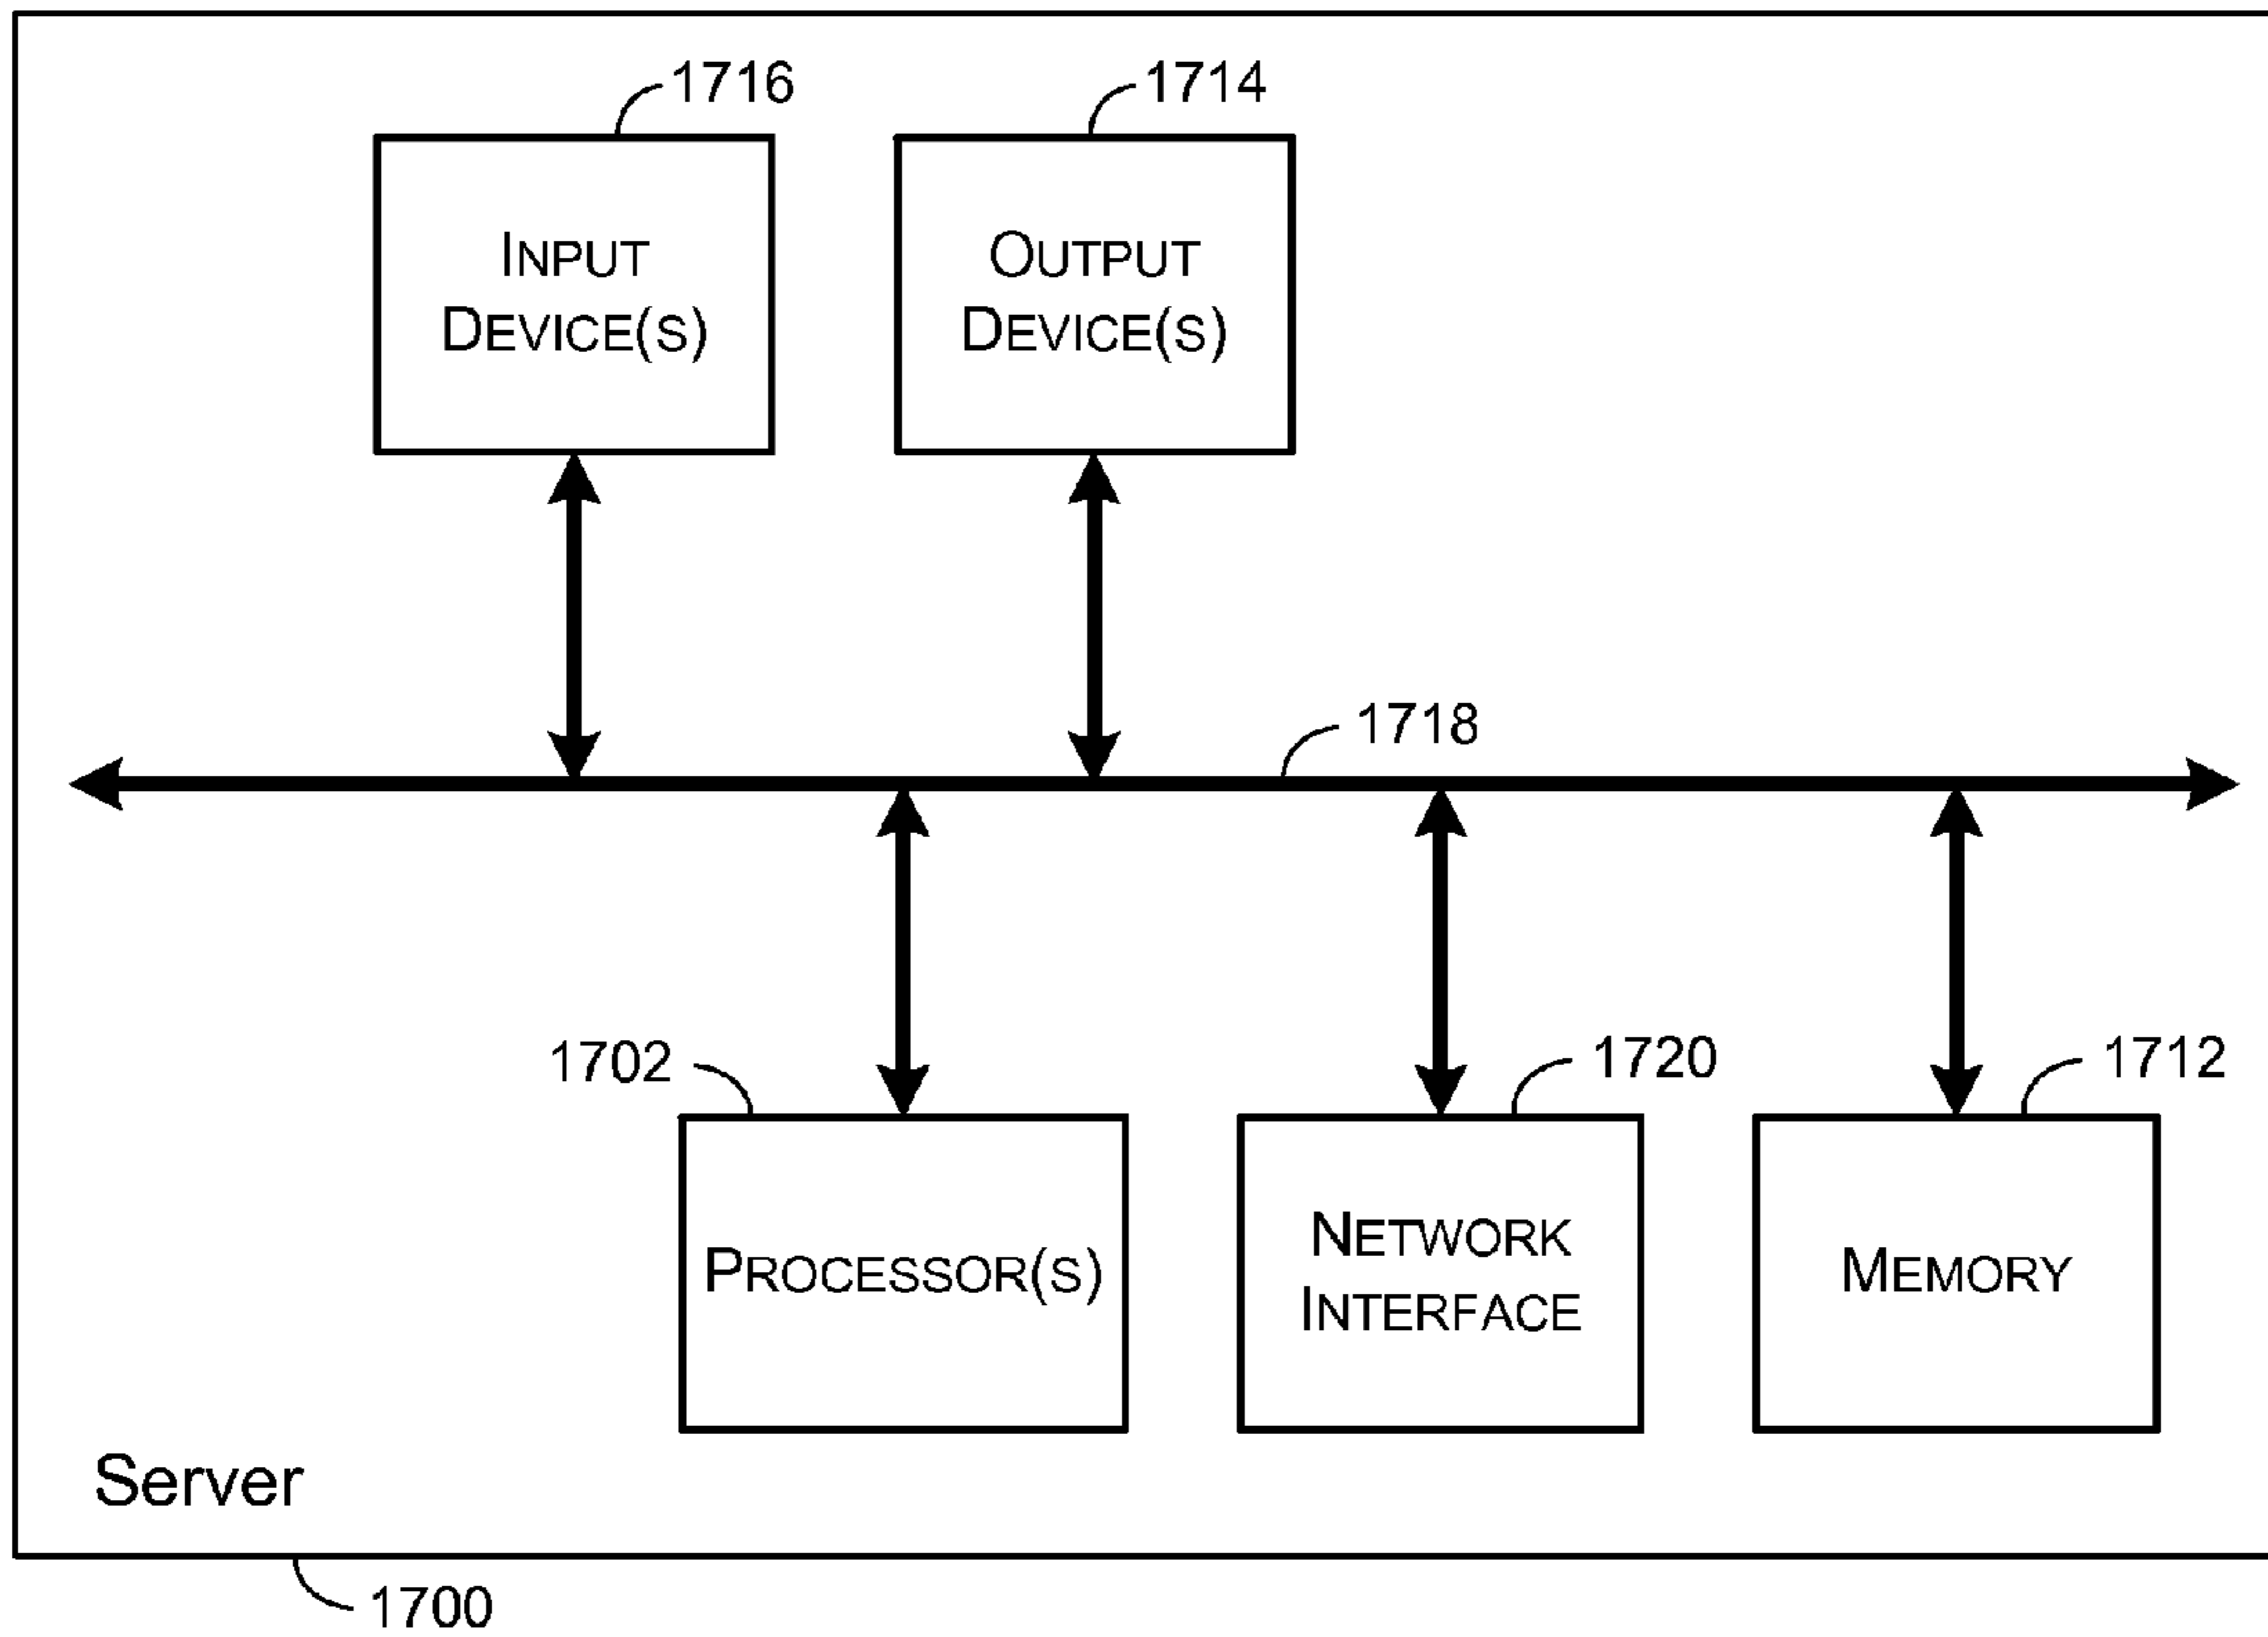 1716
1714
INPUT
DEVICE(S)
OUTPUT
DEVICE(S)
1718
1702
1720
1712
PROCESSOR(S)
NETWORK
INTERFACE
MEMORY
Server
1700